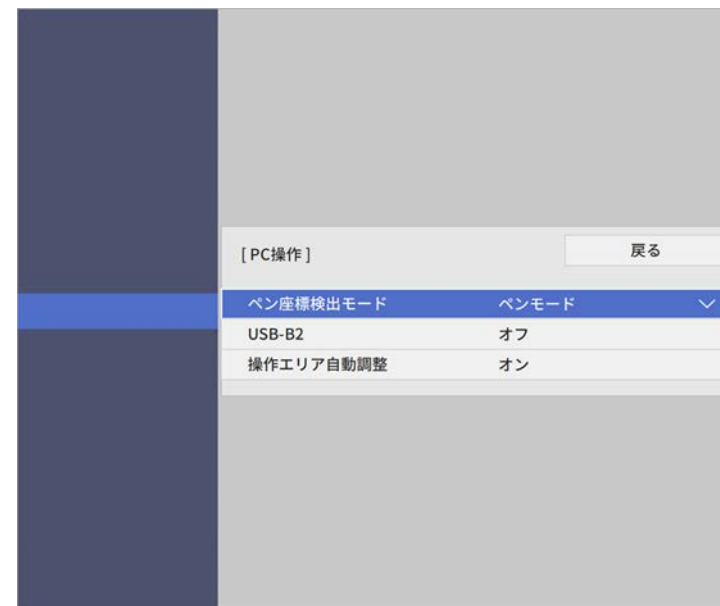 [ PC操作 ] 戻る
ペン座標検出モード ペンモード
USB-B2 オフ
操作エリア自動調整 オン